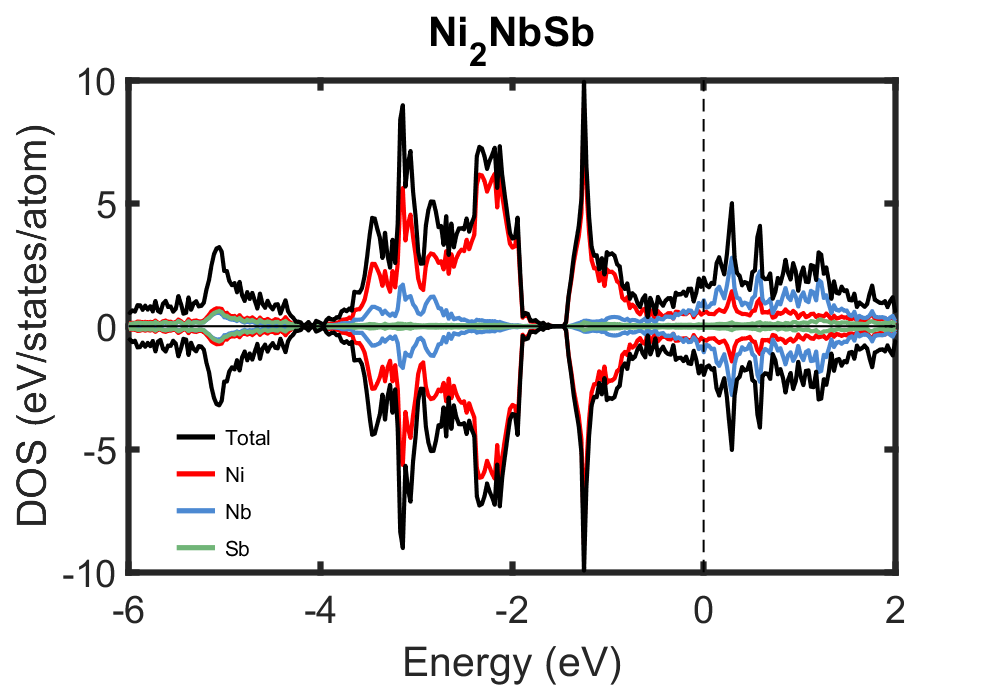 Ni2NbSb
DOS (eV/states/atom)
10
5
0
-5
-10
Total
Ni
Nb
Sb
-6 -4 -2 0 2
Energy (eV)